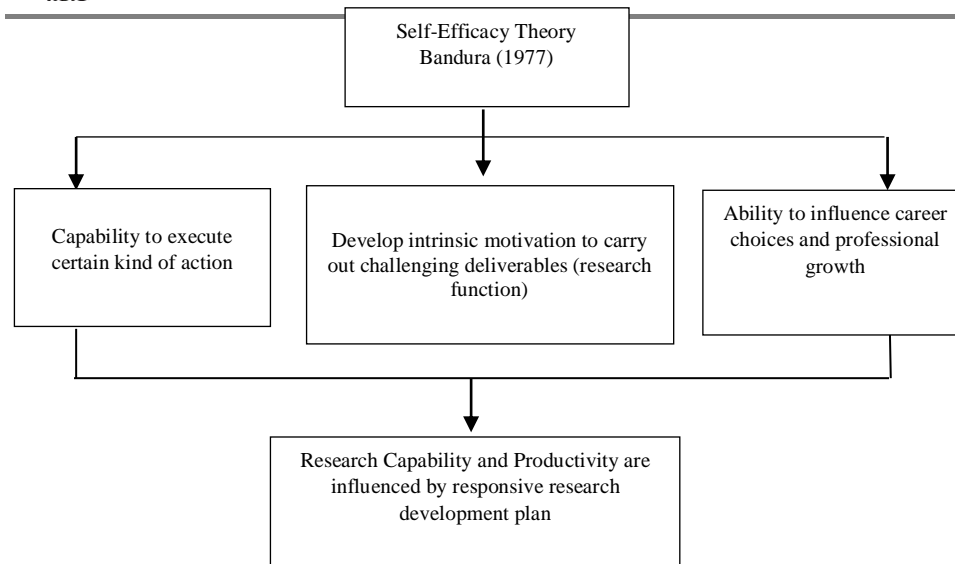 Self-Efficacy Theory
Bandura (1977)
Capability to execute
certain kind of action
Develop intrinsic motivation to carry
out challenging deliverables (research
function)
Ability to influence career
choices and professional
growth
Research Capability and Productivity are
influenced by responsive research
development plan